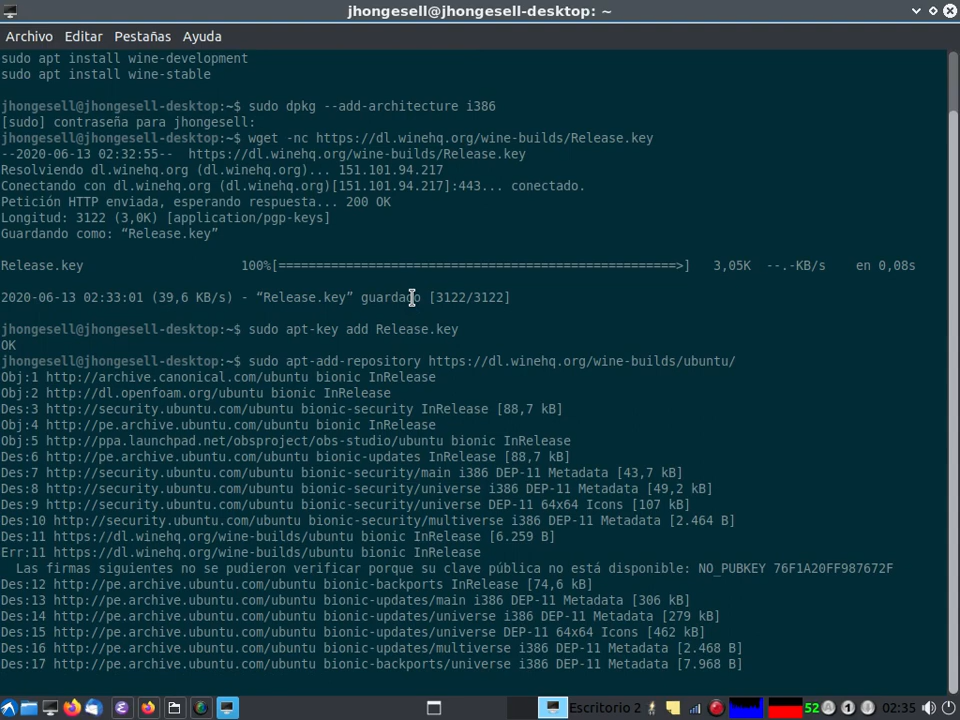 jhongesell@jhongesell-desktop: ~
Archivo Editar Pestañas Ayuda
sudo apt install wine-development
sudo apt install wine-stable
jhongesell@jhongesell-desktop:~$ sudo dpkg --add-architecture i386
[sudo] contraseña para jhongesell:
jhongesell@jhongesell-desktop:~$ wget -nc https://dl.winehq.org/wine-builds/Release.key
--2020-06-13 02:32:55-- https://dl.winehq.org/wine-builds/Release.key
Resolviendo dl.winehq.org (dl.winehq.org)... 151.101.94.217
Conectando con dl.winehq.org (dl.winehq.org)[151.101.94.217]:443... conectado.
Petición HTTP enviada, esperando respuesta... 200 OK
Longitud: 3122 (3,0K) [application/pgp-keys]
Guardando como: “Release.key”
Release.key 100%[=====================================================>] 3,05K --.-KB/s en 0,08s
2020-06-13 02:33:01 (39,6 KB/s) - “Release.key” guardado [3122/3122]
jhongesell@jhongesell-desktop:~$ sudo apt-key add Release.key
OK
jhongesell@jhongesell-desktop:~$ sudo apt-add-repository https://dl.winehq.org/wine-builds/ubuntu/
Obj:1 http://archive.canonical.com/ubuntu bionic InRelease
Obj:2 http://dl.openfoam.org/ubuntu bionic InRelease
Des:3 http://security.ubuntu.com/ubuntu bionic-security InRelease [88,7 kB]
Obj:4 http://pe.archive.ubuntu.com/ubuntu bionic InRelease
Obj:5 http://ppa.launchpad.net/obsproject/obs-studio/ubuntu bionic InRelease
Des:6 http://pe.archive.ubuntu.com/ubuntu bionic-updates InRelease [88,7 kB]
Des:7 http://security.ubuntu.com/ubuntu bionic-security/main i386 DEP-11 Metadata [43,7 kB]
Des:8 http://security.ubuntu.com/ubuntu bionic-security/universe i386 DEP-11 Metadata [49,2 kB]
Des:9 http://security.ubuntu.com/ubuntu bionic-security/universe DEP-11 64x64 Icons [107 kB]
Des:10 http://security.ubuntu.com/ubuntu bionic-security/multiverse i386 DEP-11 Metadata [2.464 B]
Des:11 https://dl.winehq.org/wine-builds/ubuntu bionic InRelease [6.259 B]
Err:11 https://dl.winehq.org/wine-builds/ubuntu bionic InRelease
Las firmas siguientes no se pudieron verificar porque su clave pública no está disponible: NO_PUBKEY 76F1A20FF987672F
Des:12 http://pe.archive.ubuntu.com/ubuntu bionic-backports InRelease [74,6 kB]
Des:13 http://pe.archive.ubuntu.com/ubuntu bionic-updates/main i386 DEP-11 Metadata [306 kB]
Des:14 http://pe.archive.ubuntu.com/ubuntu bionic-updates/universe i386 DEP-11 Metadata [279 kB]
Des:15 http://pe.archive.ubuntu.com/ubuntu bionic-updates/universe DEP-11 64x64 Icons [462 kB]
Des:16 http://pe.archive.ubuntu.com/ubuntu bionic-updates/multiverse i386 DEP-11 Metadata [2.468 B]
Des:17 http://pe.archive.ubuntu.com/ubuntu bionic-backports/universe i386 DEP-11 Metadata [7.968 B]
Escritorio 2 52 A 1 02:35